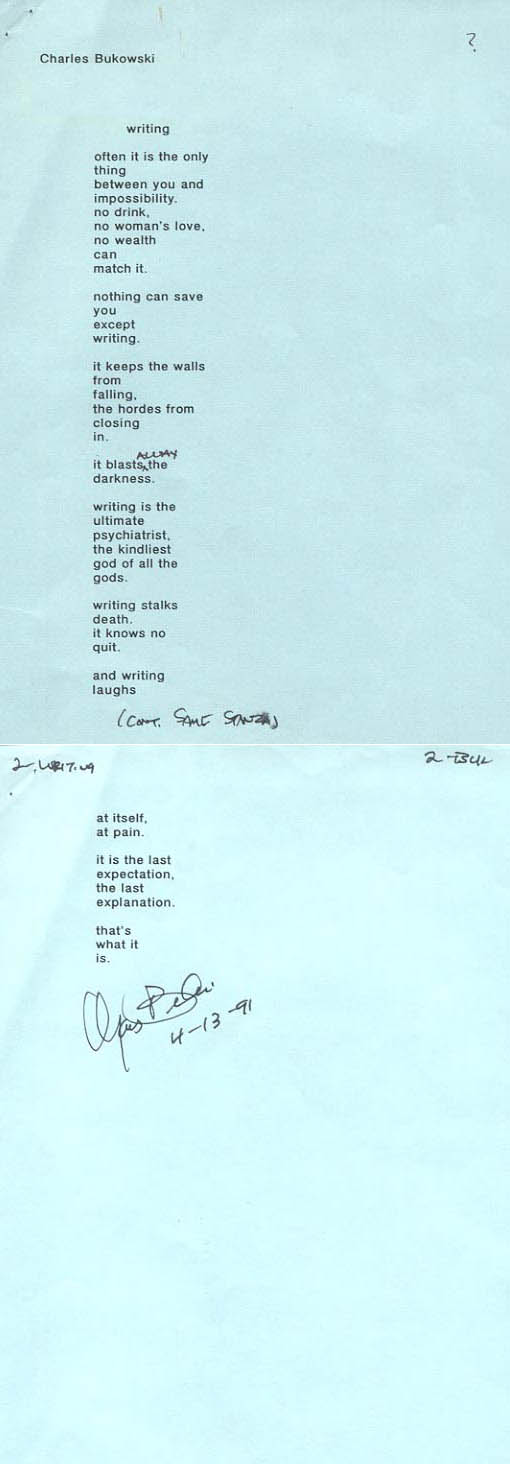 ?
Charles Bukowski
writing
often it is the only
thing
between you and
impossibility.
no drink,
no woman's love,
no wealth
can
match it.
nothing can save
you
except
writing.
it keeps the walls
from
falling,
the hordes from
closing
in.
AWAY
it blasts the
darkness.
writing is the
ultimate
psychiatrist,
the kindliest
god of all the
gods.
writing stalks
death.
it knows no
quit.
and writing
laughs
(CONT. SAME STANZA)
2, WRITING
2-BUK
at itself,
at pain.
it is the last
expectation,
the last
explanation.
that's
what it
is.
4-13-91